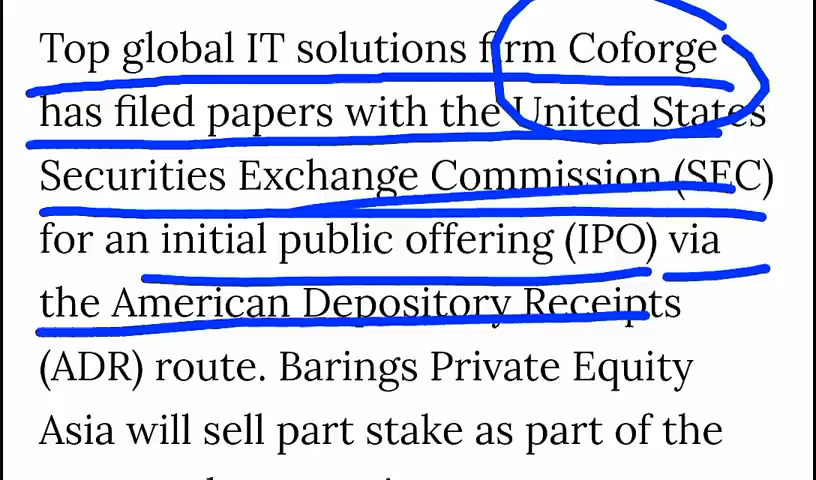 Top global IT solutions firm Coforge
has filed papers with the United States
Securities Exchange Commission (SEC)
for an initial public offering (IPO) via
the American Depository Receipts
(ADR) route. Barings Private Equity
Asia will sell part stake as part of the